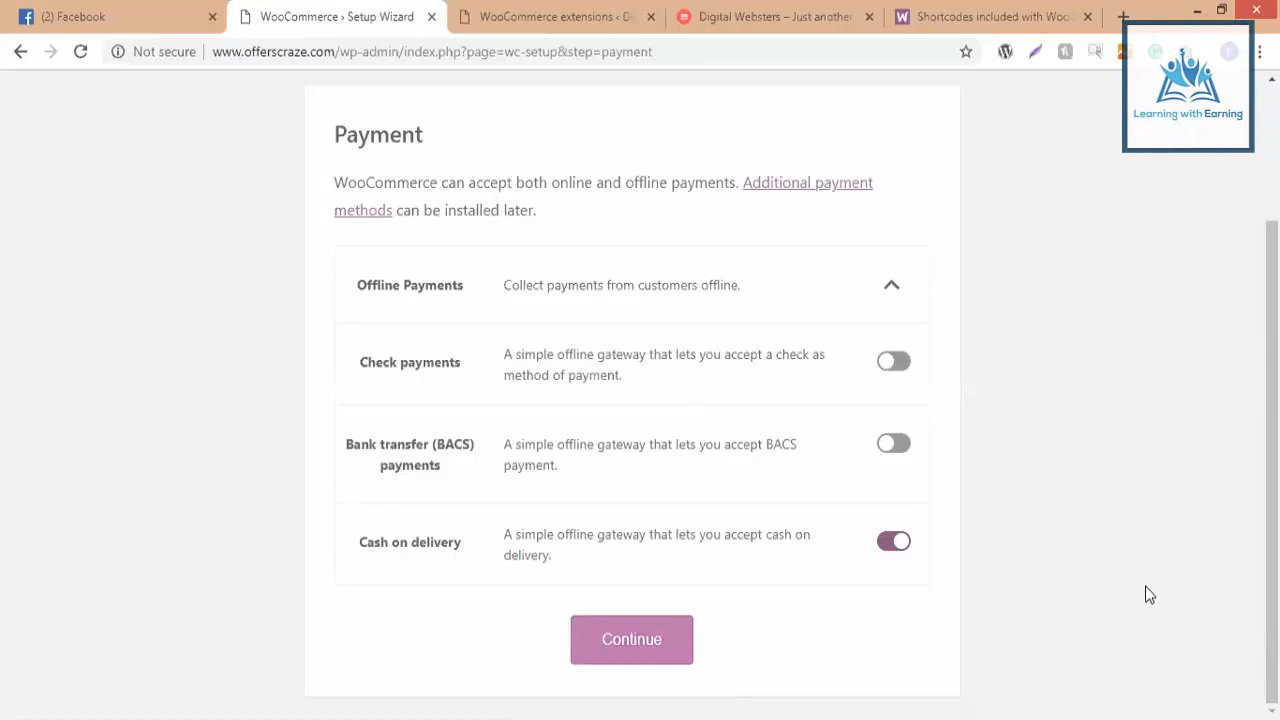 (2) Facebook
WooCommerce › Setup Wizard
WooCommerce extensions ‹ D
Digital Websters – Just another
Shortcodes included with Woo
Not secure
www.offerscraze.com/wp-admin/index.php?page=wc-setup&step=payment
$
Learning with Earning
Payment
WooCommerce can accept both online and offline payments. Additional payment
methods can be installed later.
Offline Payments
Collect payments from customers offline.
Check payments
A simple offline gateway that lets you accept a check as
method of payment.
Bank transfer (BACS)
payments
A simple offline gateway that lets you accept BACS
payment.
Cash on delivery
A simple offline gateway that lets you accept cash on
delivery.
Continue